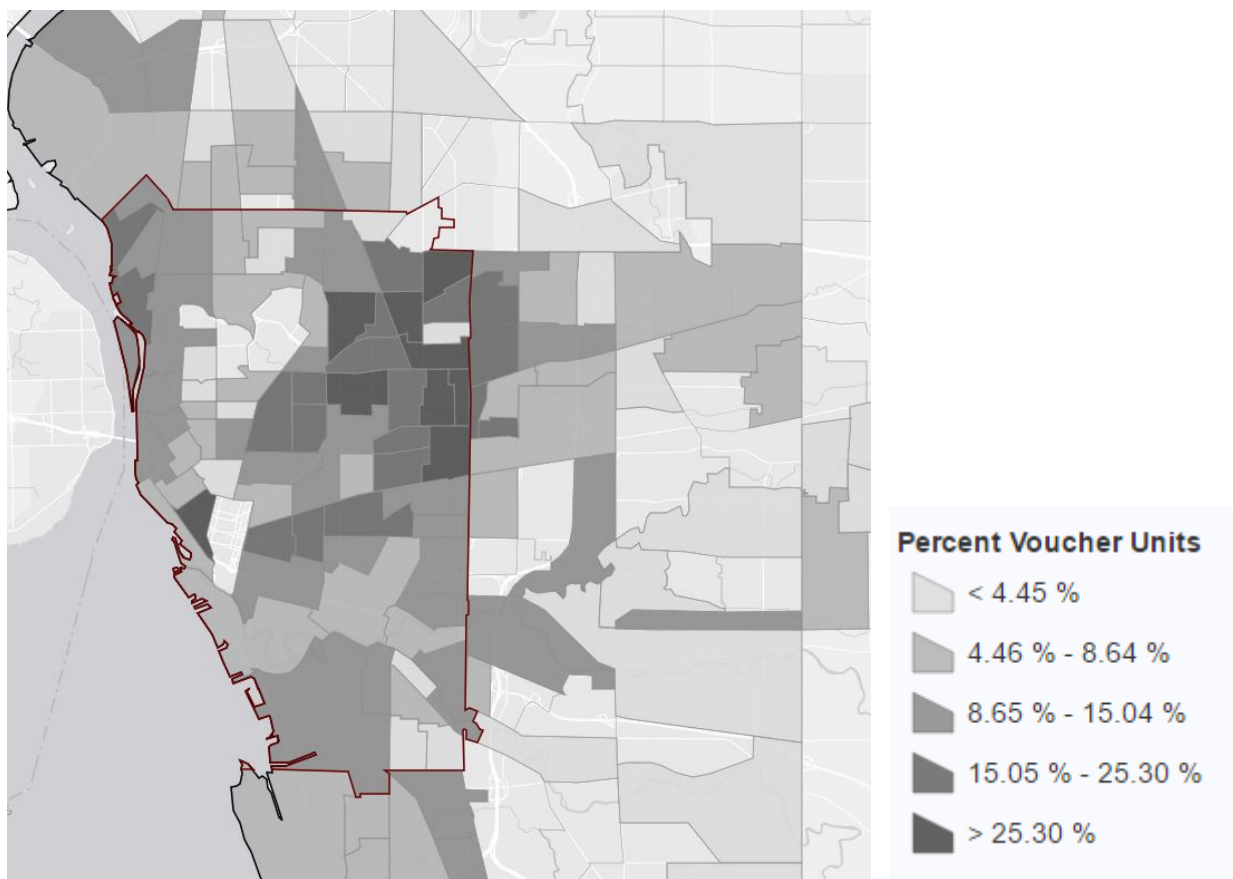 Percent Voucher Units
< 4.45 %
4.46 % - 8.64 %
8.65 % - 15.04 %
15.05 % - 25.30 %
> 25.30 %